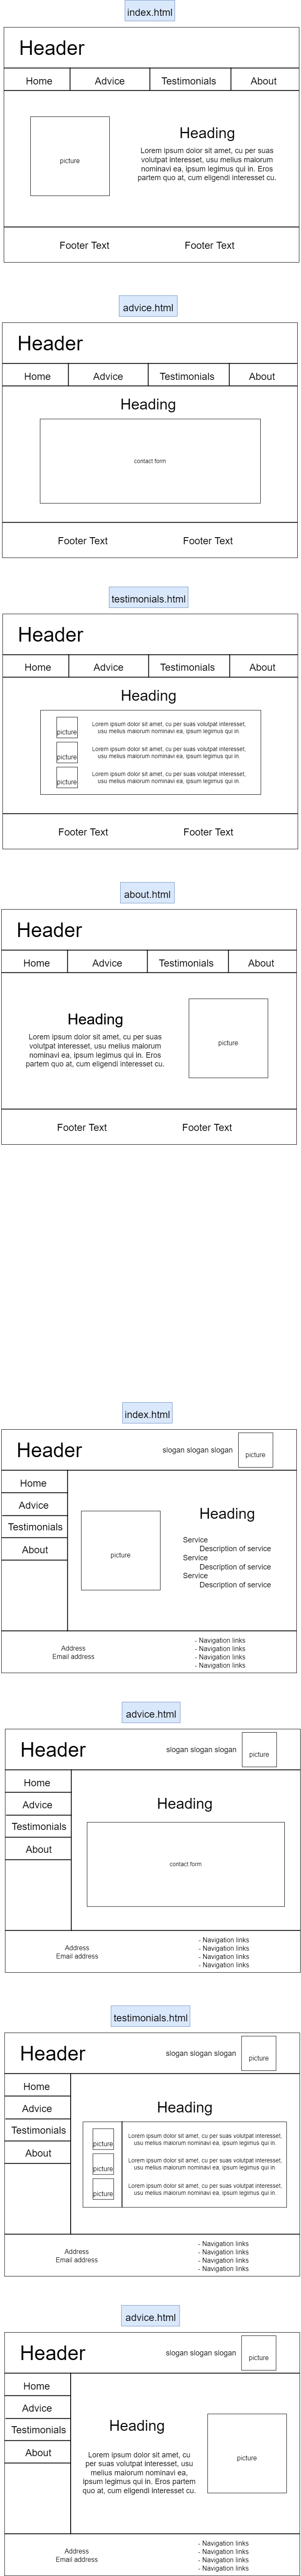 index.html
Header
Home Advice Testimonials About
Heading
picture
Lorem ipsum dolor sit amet, cu per suas
volutpat interesset, usu melius maiorum
nominavi ea, ipsum legimus qui in. Eros
partem quo at, cum eligendi interesset cu.
Footer Text Footer Text
advice.html
Header
Home Advice Testimonials About
Heading
contact form
Footer Text Footer Text
testimonials.html
Header
Home Advice Testimonials About
Heading
picture
Lorem ipsum dolor sit amet, cu per suas volutpat interesset,
usu melius maiorum nominavi ea, ipsum legimus qui in.
picture
Lorem ipsum dolor sit amet, cu per suas volutpat interesset,
usu melius maiorum nominavi ea, ipsum legimus qui in.
picture
Lorem ipsum dolor sit amet, cu per suas volutpat interesset,
usu melius maiorum nominavi ea, ipsum legimus qui in.
Footer Text Footer Text
about.html
Header
Home Advice Testimonials About
Heading
Lorem ipsum dolor sit amet, cu per suas
volutpat interesset, usu melius maiorum
nominavi ea, ipsum legimus qui in. Eros
partem quo at, cum eligendi interesset cu.
picture
Footer Text Footer Text
index.html
Header
slogan slogan slogan
picture
Home
Advice
Testimonials
About
picture
Heading
Service
Description of service
Service
Description of service
Service
Description of service
Address
Email address
- Navigation links
- Navigation links
- Navigation links
- Navigation links
advice.html
Header
slogan slogan slogan
picture
Home
Advice
Testimonials
About
Heading
contact form
Address
Email address
- Navigation links
- Navigation links
- Navigation links
- Navigation links
testimonials.html
Header
slogan slogan slogan
picture
Home
Advice
Testimonials
About
Heading
picture
Lorem ipsum dolor sit amet, cu per suas volutpat interesset,
usu melius maiorum nominavi ea, ipsum legimus qui in.
picture
Lorem ipsum dolor sit amet, cu per suas volutpat interesset,
usu melius maiorum nominavi ea, ipsum legimus qui in.
picture
Lorem ipsum dolor sit amet, cu per suas volutpat interesset,
usu melius maiorum nominavi ea, ipsum legimus qui in.
Address
Email address
- Navigation links
- Navigation links
- Navigation links
- Navigation links
advice.html
Header
slogan slogan slogan
picture
Home
Advice
Testimonials
About
Heading
Lorem ipsum dolor sit amet, cu
per suas volutpat interesset, usu
melius maiorum nominavi ea,
ipsum legimus qui in. Eros partem
quo at, cum eligendi interesset cu.
picture
Address
Email address
- Navigation links
- Navigation links
- Navigation links
- Navigation links